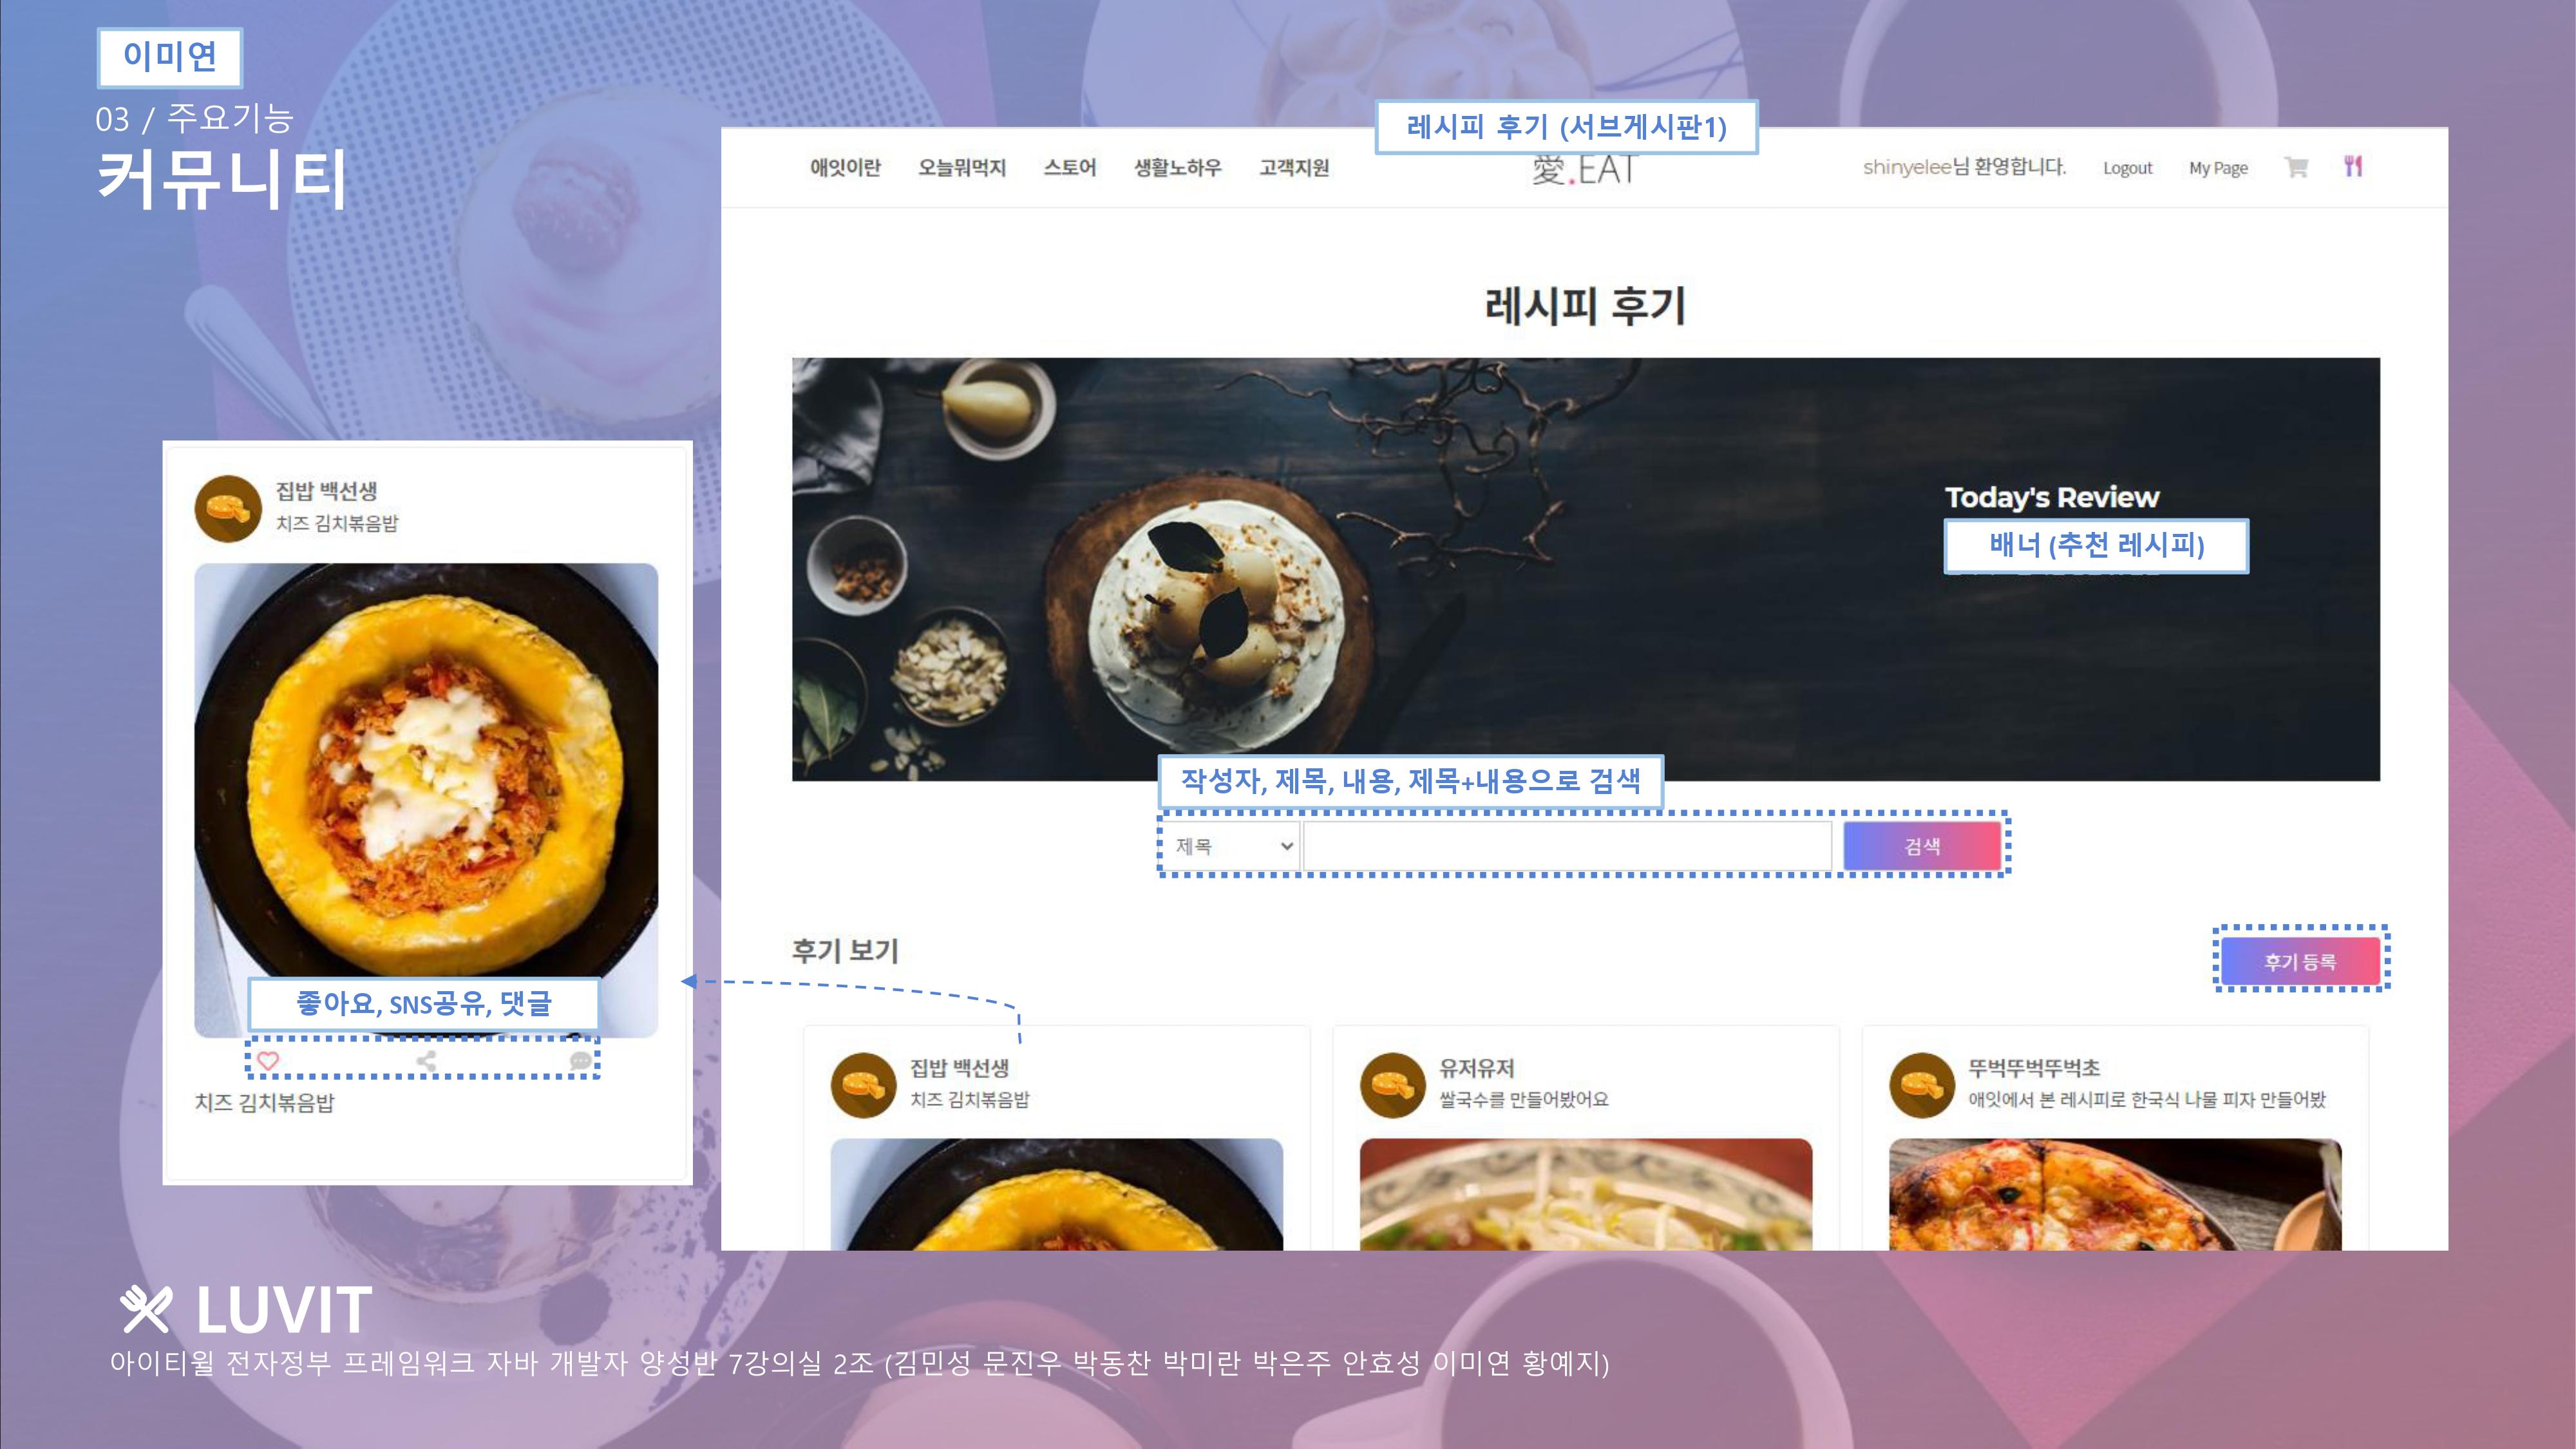 이미연
03 / 주요기능
커뮤니티
레시피 후기 (서브게시판1)
애잇이란 오늘뭐먹지 스토어 생활노하우 고객지원
愛.EAT
shinyelee님 환영합니다. Logout My Page
레시피 후기
Today's Review
배너 (추천 레시피)
작성자, 제목, 내용, 제목+내용으로 검색
제목 검색
후기 보기
후기 등록
집밥 백선생
치즈 김치볶음밥
유저유저
쌀국수를 만들어봤어요
뚜벅뚜벅뚜벅초
애잇에서 본 레시피로 한국식 나물 피자 만들어봤
집밥 백선생
치즈 김치볶음밥
좋아요, SNS공유, 댓글
치즈 김치볶음밥
LUVIT
아이티윌 전자정부 프레임워크 자바 개발자 양성반 7강의실 2조 (김민성 문진우 박동찬 박미란 박은주 안효성 이미연 황예지)